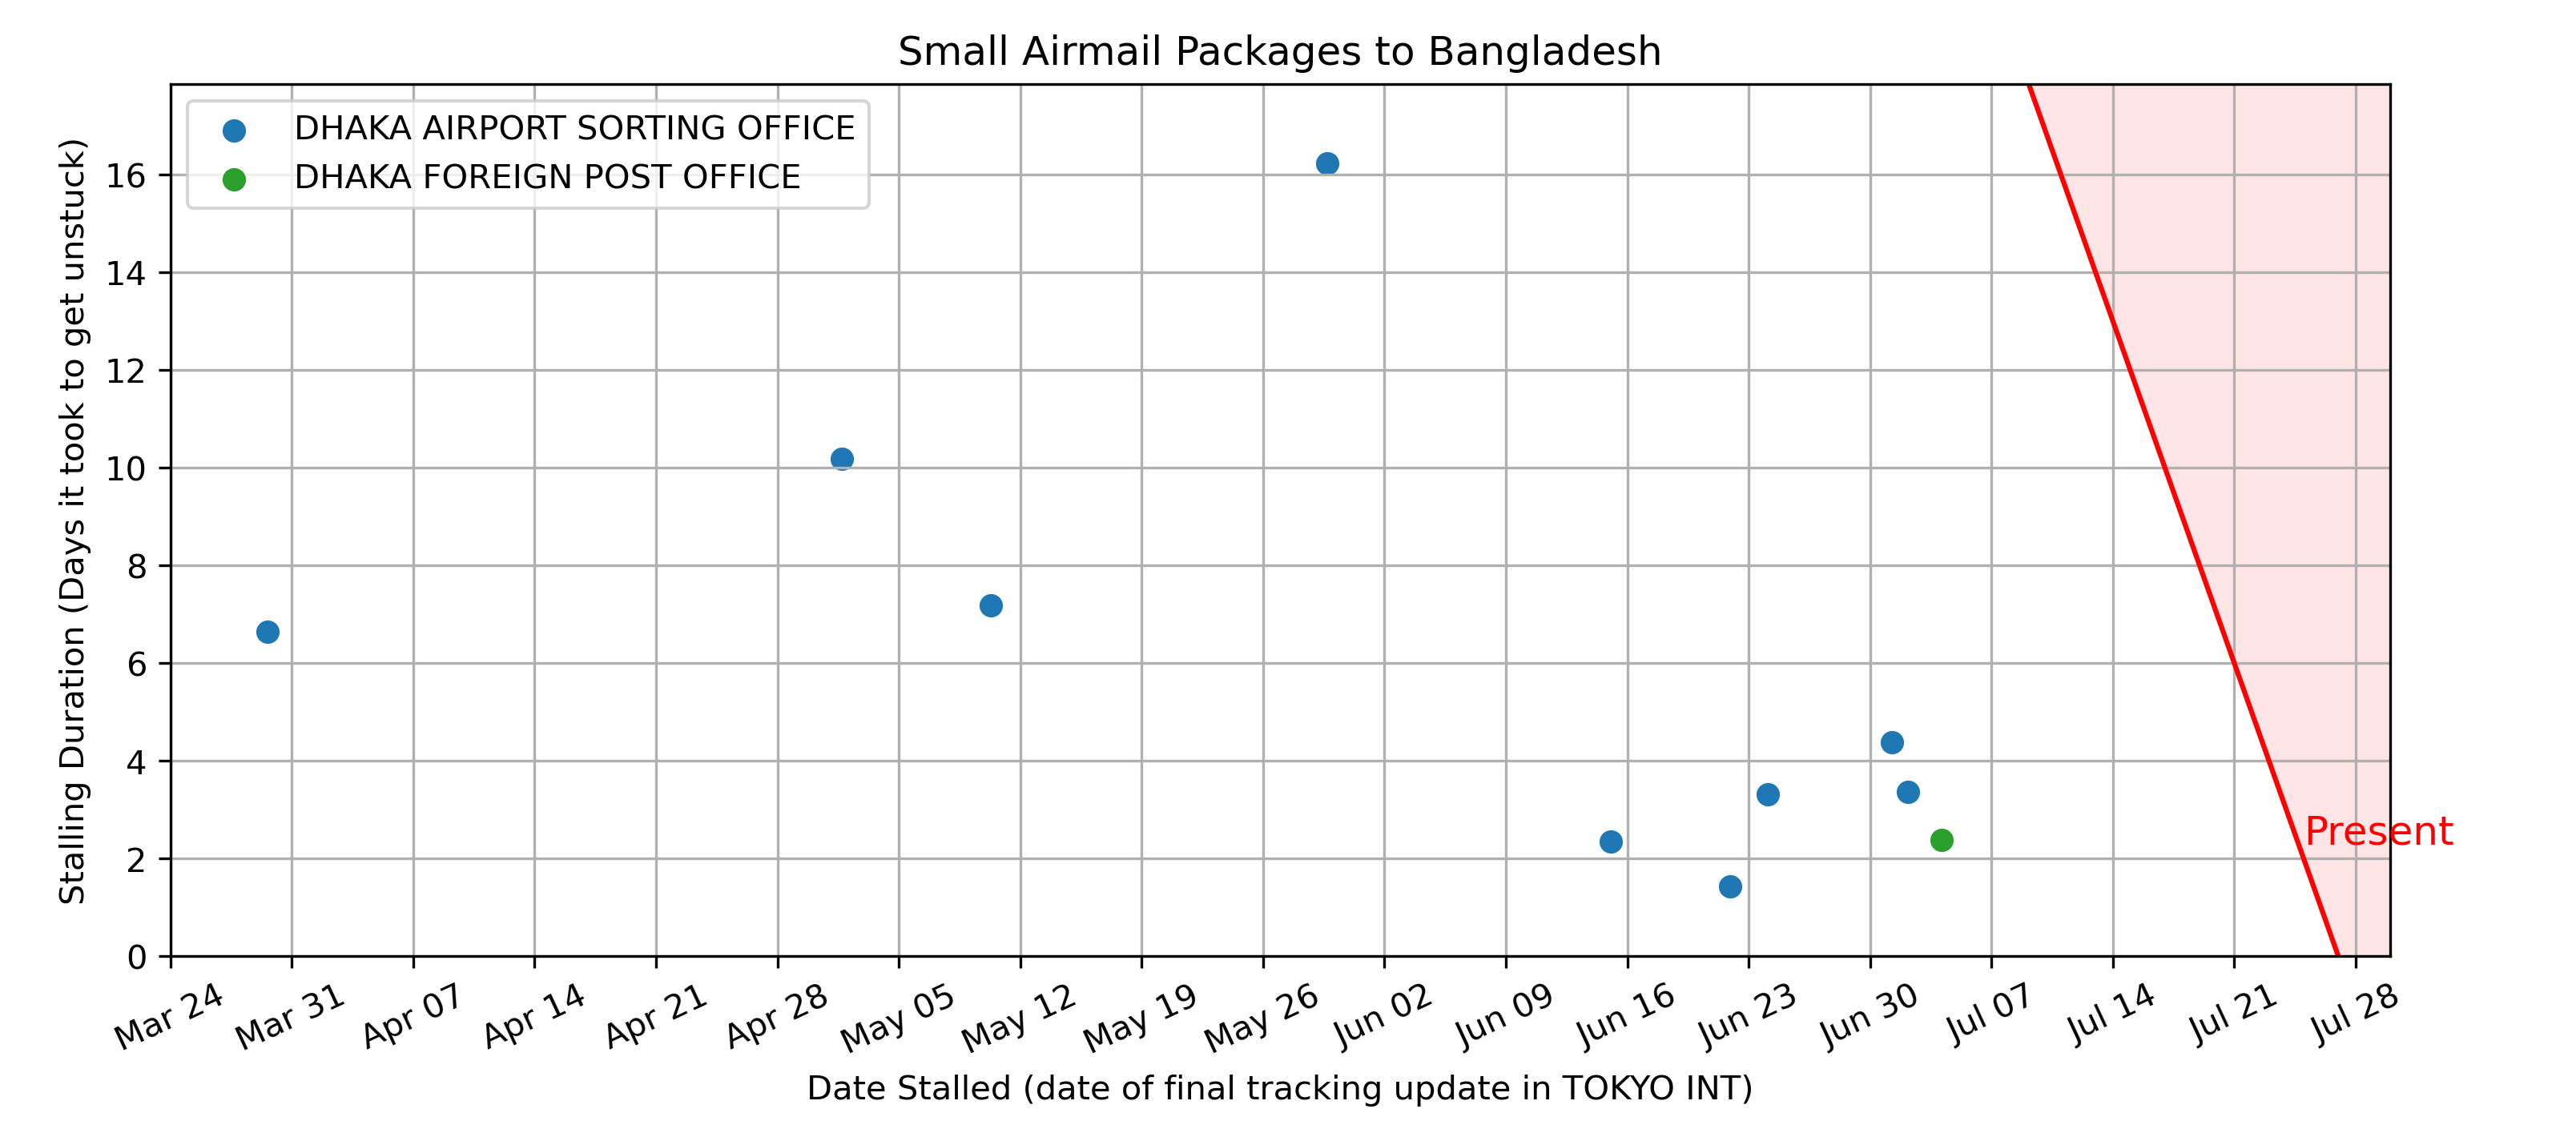 Small Airmail Packages to Bangladesh
DHAKA AIRPORT SORTING OFFICE
DHAKA FOREIGN POST OFFICE
Stalling Duration (Days it took to get unstuck)
16
14
12
10
8
6
4
2
0
Present
Mar 24
Mar 31
Apr 07
Apr 14
Apr 21
Apr 28
May 05
May 12
May 19
May 26
Jun 02
Jun 09
Jun 16
Jun 23
Jun 30
Jul 07
Jul 14
Jul 21
Jul 28
Date Stalled (date of final tracking update in TOKYO INT)